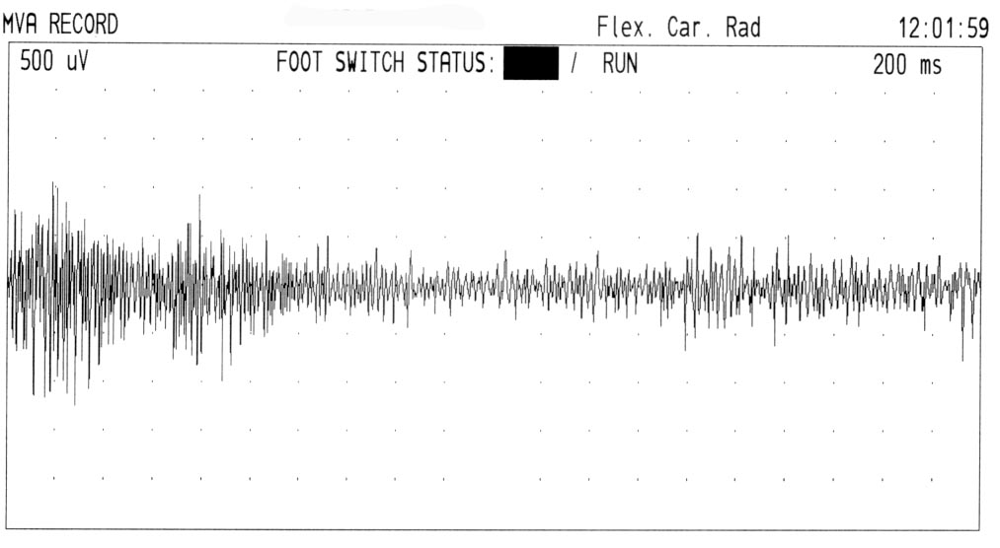 MVA RECORD Flex. Car. Rad 12:01:59
500 uV FOOT SWITCH STATUS: / RUN 200 ms